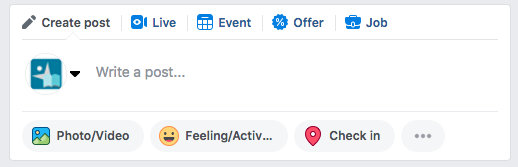 Create post Live Event Offer Job
Write a post...
Photo/Video Feeling/Activ... Check in